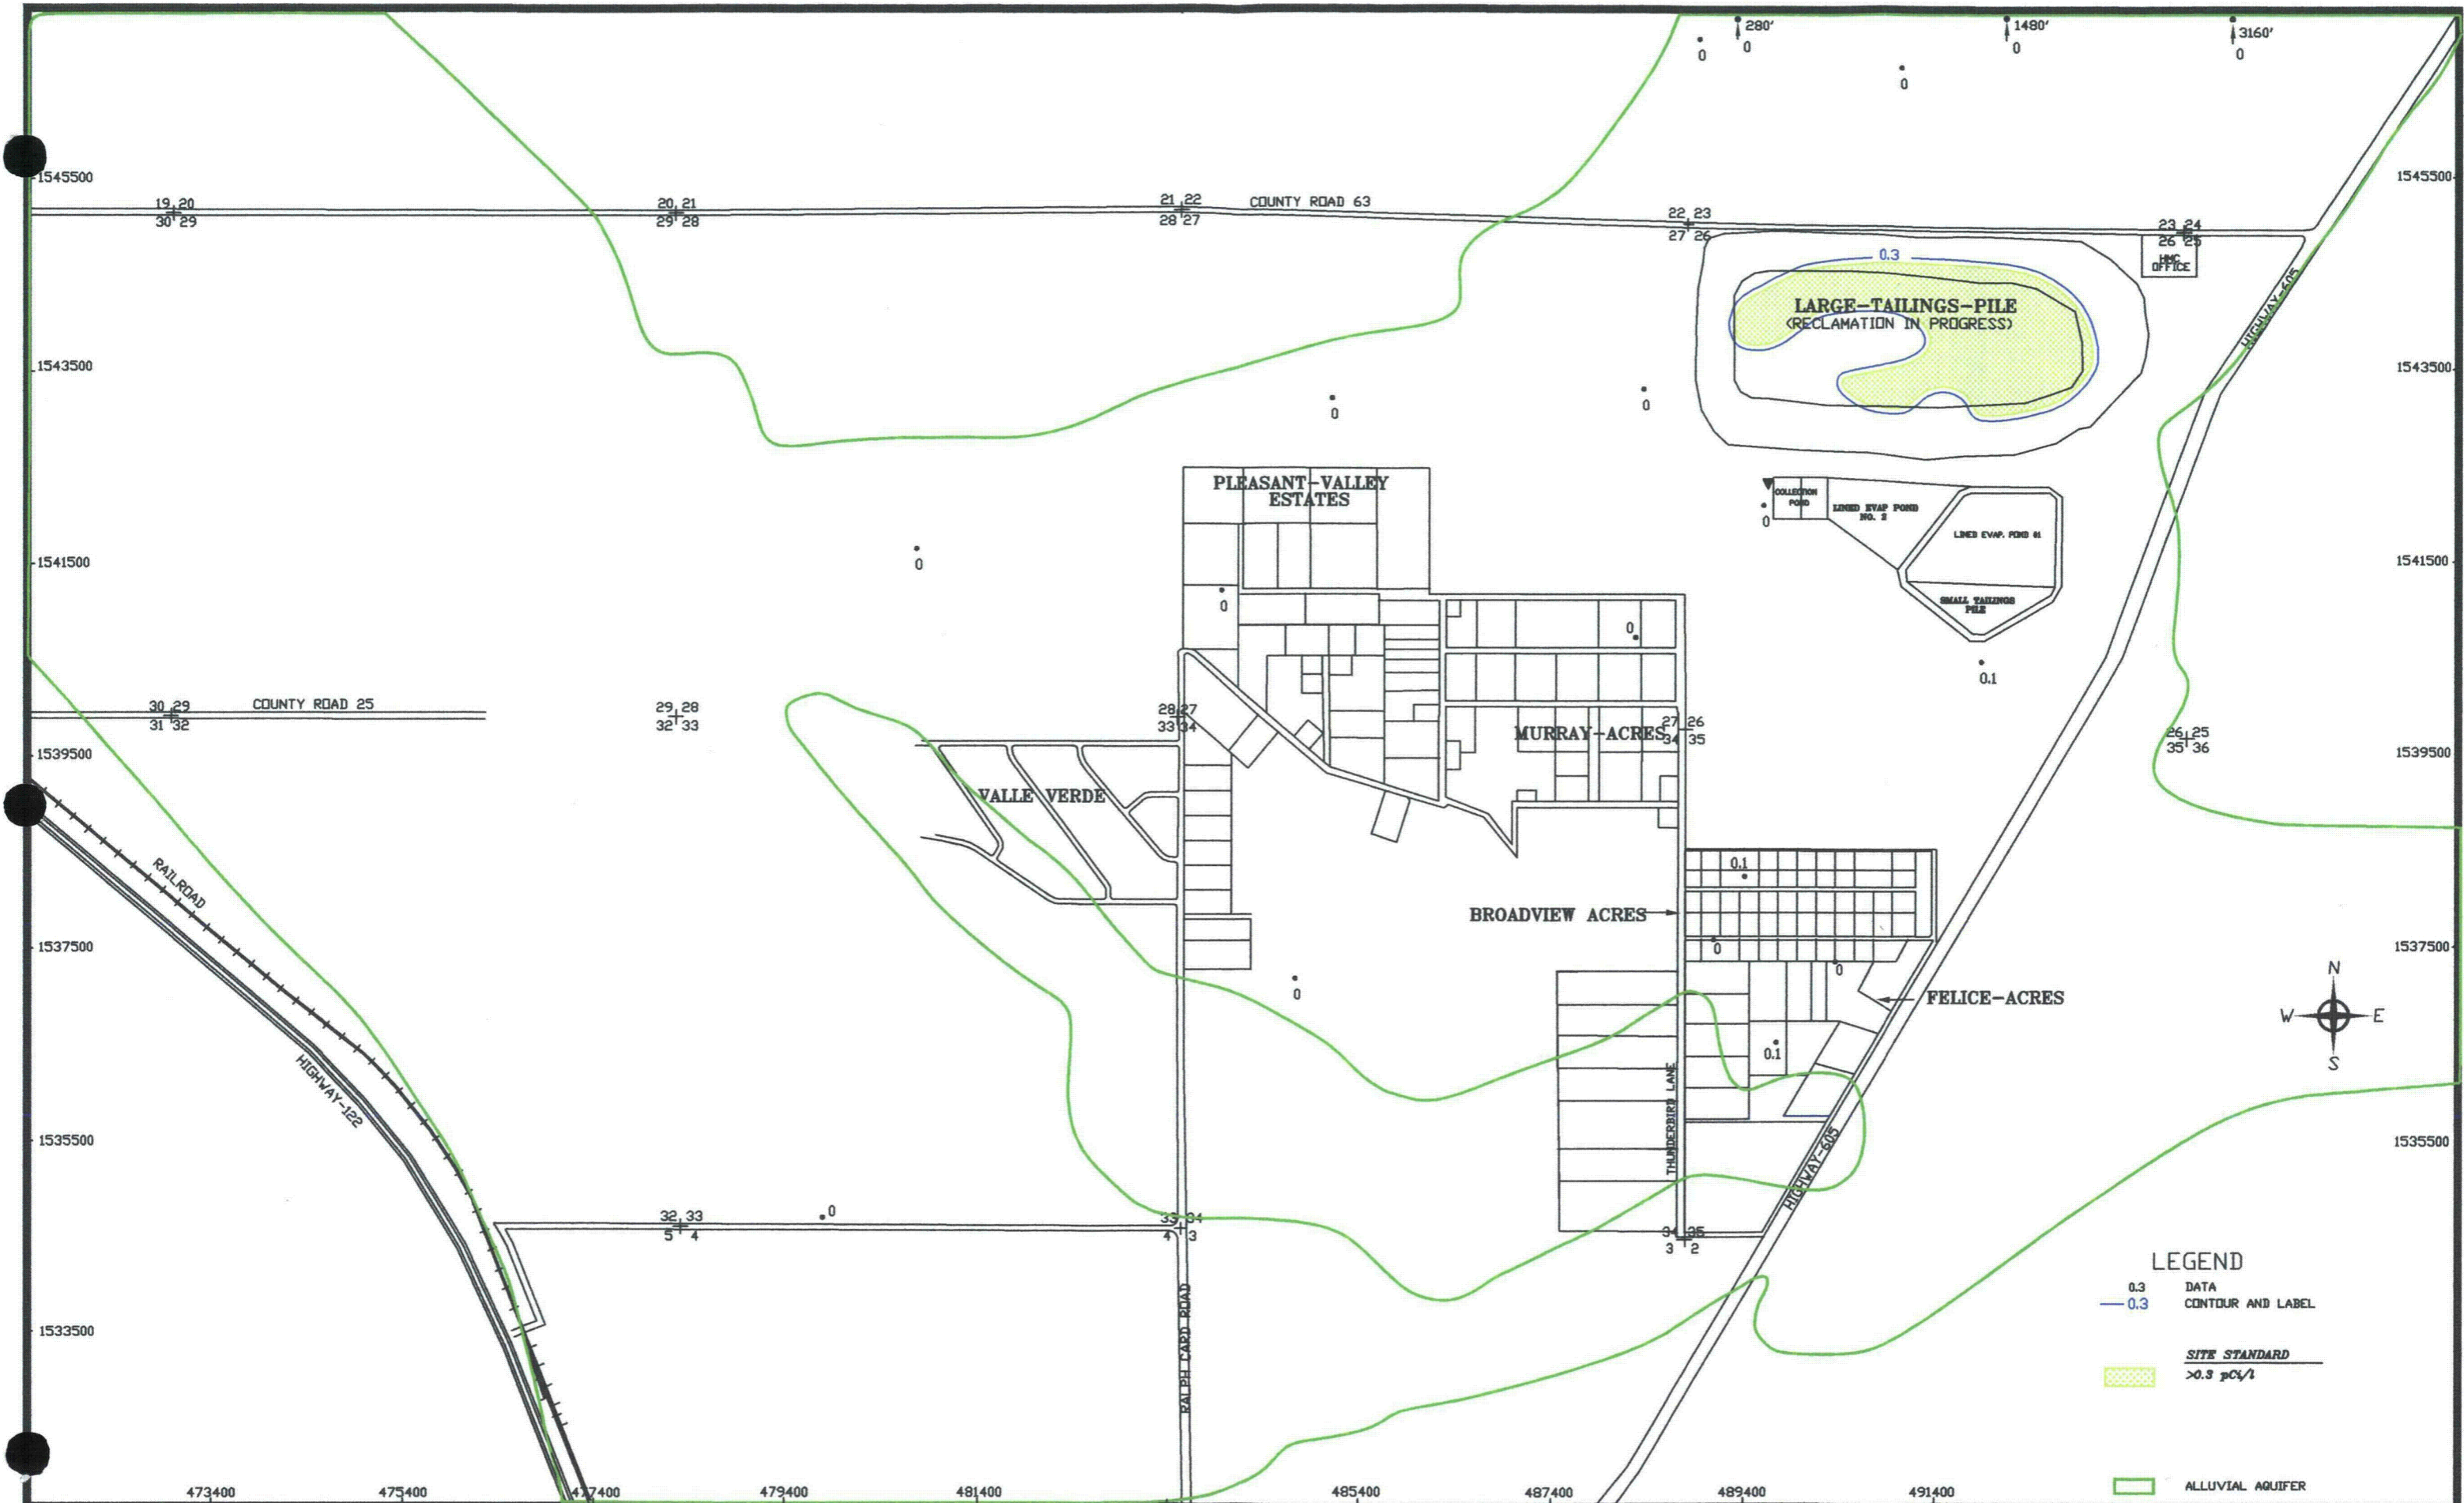 280'
1480'
3160'
0
0
0
0
0
1545500
1545500
19 20
30 29
20 21
29 28
21 22
28 27
COUNTY ROAD 63
22 23
27 26
23 24
26 25
HMC
OFFICE
0.3
LARGE-TAILINGS-PILE
(RECLAMATION IN PROGRESS)
HIGHWAY-605
1543500
1543500
0
0
PLEASANT-VALLEY
ESTATES
COLLECTION
POND
0
LINED EVAP POND
NO. 2
LINED EVAP. POND #1
SMALL TAILINGS
PILE
0
1541500
1541500
0
0
0.1
30 29
31 32
COUNTY ROAD 25
29 28
32 33
28 27
33 34
MURRAY-ACRES
27 26
34 35
26 25
35 36
1539500
1539500
VALLE VERDE
RAILROAD
0.1
BROADVIEW ACRES
1537500
1537500
0
0
0
FELICE-ACRES
N
W
E
S
0.1
HIGHWAY-122
THUNDERBIRD LANE
1535500
1535500
HIGHWAY-605
32 33
5 4
0
33 34
4 3
34 35
3 2
RALPH CARD ROAD
1533500
LEGEND
0.3 DATA
0.3 CONTOUR AND LABEL
SITE STANDARD
>0.3 pCi/l
ALLUVIAL AQUIFER
473400
475400
477400
479400
481400
485400
487400
489400
491400